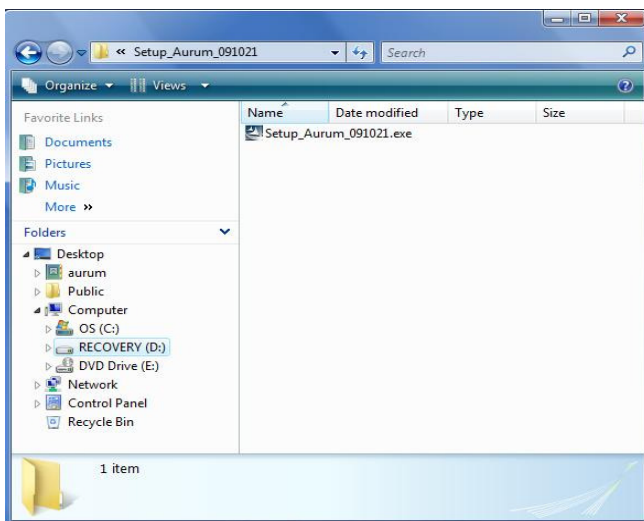 « Setup_Aurum_091021
Search
Organize Views
Favorite Links
Documents
Pictures
Music
More »
Folders
Desktop
aurum
Public
Computer
OS (C:)
RECOVERY (D:)
DVD Drive (E:)
Network
Control Panel
Recycle Bin
Name Date modified Type Size
Setup_Aurum_091021.exe
1 item